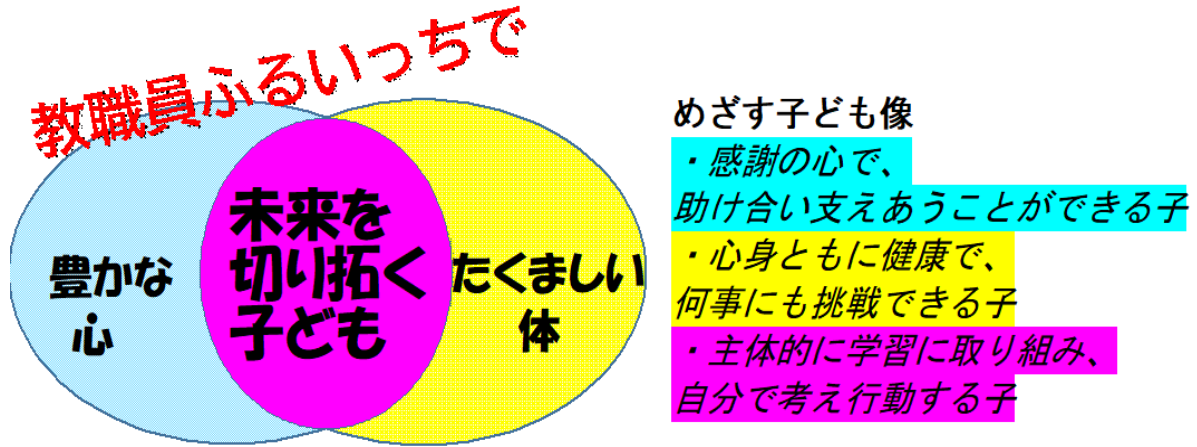 教職員ふるいっちで
豊かな
心
未来を
切り拓く
子ども
たくましい
体
めざす子ども像
・感謝の心で、
助け合い支えあうことができる子
・心身ともに健康で、
何事にも挑戦できる子
・主体的に学習に取り組み、
自分で考え行動する子